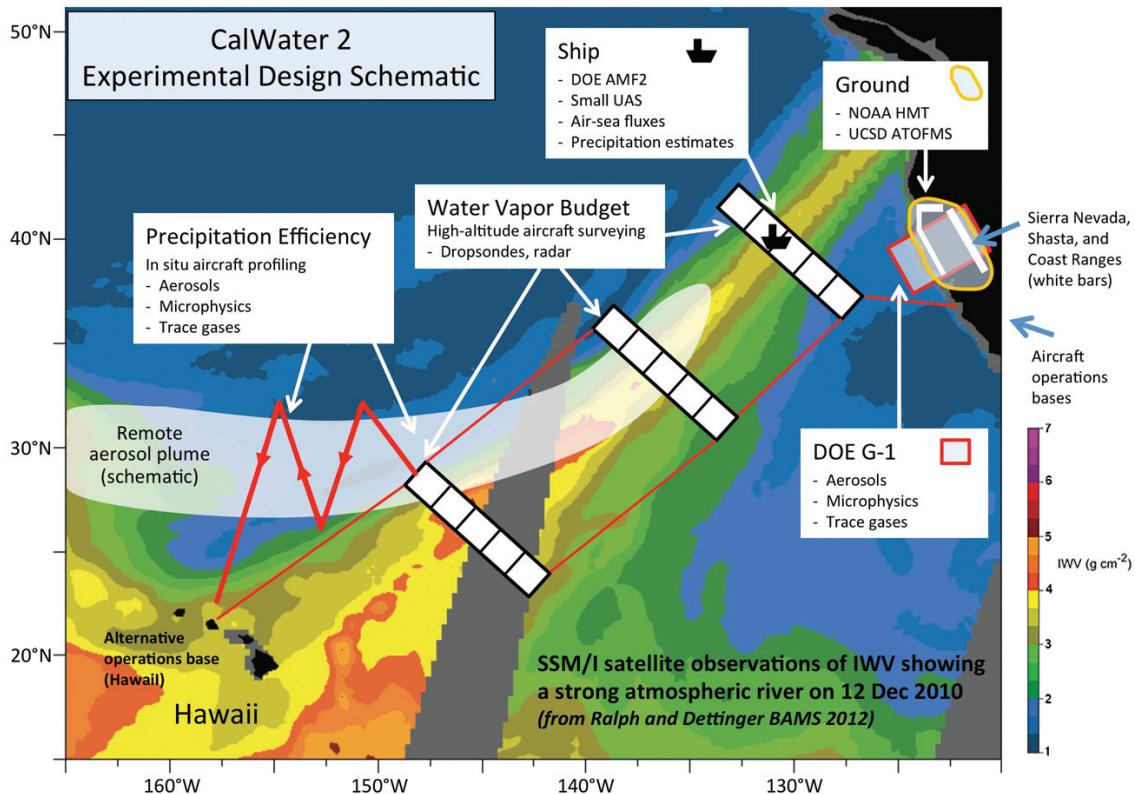 CalWater 2
Experimental Design Schematic
Ship
- DOE AMF2
- Small UAS
- Air-sea fluxes
- Precipitation estimates
Ground
- NOAA HMT
- UCSD ATOFMS
Precipitation Efficiency
In situ aircraft profiling
- Aerosols
- Microphysics
- Trace gases
Water Vapor Budget
High-altitude aircraft surveying
- Dropsondes, radar
Sierra Nevada,
Shasta, and
Coast Ranges
(white bars)
Aircraft
operations
bases
Remote
aerosol plume
(schematic)
DOE G-1
- Aerosols
- Microphysics
- Trace gases
Alternative
operations base
(Hawaii)
Hawaii
SSM/I satellite observations of IWV showing
a strong atmospheric river on 12 Dec 2010
(from Ralph and Dettinger BAMS 2012)
50°N
40°N
30°N
20°N
160°W
150°W
140°W
130°W
7
6
5
4
3
2
1
IWV (g cm-2)